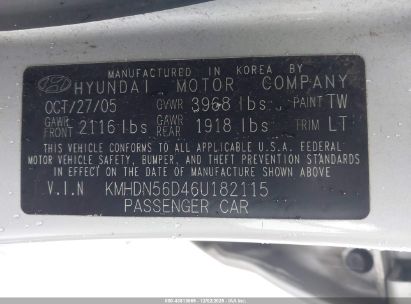 MANUFACTURED IN KOREA BY
HYUNDAI MOTOR COMPANY
OCT/27/05 GVWR 3968 lbs PAINT TW
GAWR FRONT 2116 lbs GAWR REAR 1918 lbs TRIM LT
THIS VEHICLE CONFORMS TO ALL APPLICABLE U.S.A. FEDERAL
MOTOR VEHICLE SAFETY, BUMPER, AND THEFT PREVENTION STANDARDS
IN EFFECT ON THE DATE OF MANUFACTURE SHOWN ABOVE.
V.I.N KMHDN56D46U182115
PASSENGER CAR